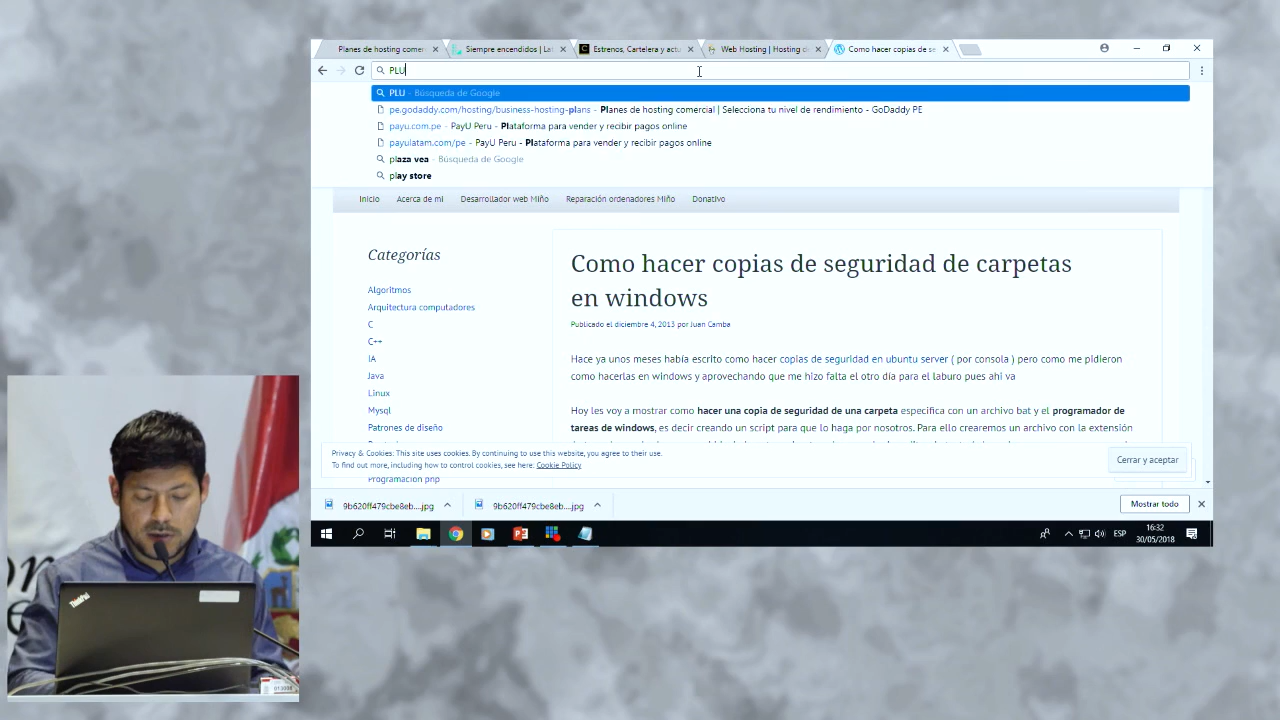 Planes de hosting comer
Siempre encendidos | Lat
Estrenos, Cartelera y actu
Web Hosting | Hosting d
Como hacer copias de se
PLU
PLU - Búsqueda de Google
pe.godaddy.com/hosting/business-hosting-plans - Planes de hosting comercial | Selecciona tu nivel de rendimiento - GoDaddy PE
payu.com.pe - PayU Peru - Plataforma para vender y recibir pagos online
payulatam.com/pe - PayU Peru - Plataforma para vender y recibir pagos online
plaza vea - Búsqueda de Google
play store
Inicio Acerca de mi Desarrollador web Miño Reparación ordenadores Miño Donativo
Categorías
Algoritmos
Arquitectura computadores
C
C++
IA
Java
Linux
Mysql
Patrones de diseño
Programación php
Como hacer copias de seguridad de carpetas
en windows
Publicado el diciembre 4, 2013 por Juan Camba
Hace ya unos meses había escrito como hacer copias de seguridad en ubuntu server ( por consola ) pero como me pidieron
como hacerlas en windows y aprovechando que me hizo falta el otro día para el laburo pues ahi va
Hoy les voy a mostrar como hacer una copia de seguridad de una carpeta especifica con un archivo bat y el programador de
tareas de windows, es decir creando un script para que lo haga por nosotros. Para ello crearemos un archivo con la extensión
Privacy & Cookies: This site uses cookies. By continuing to use this website, you agree to their use.
To find out more, including how to control cookies, see here: Cookie Policy
Cerrar y aceptar
9b620ff479cbe8eb....jpg
9b620ff479cbe8eb....jpg
Mostrar todo
ESP
16:32
30/05/2018
ThinkPad